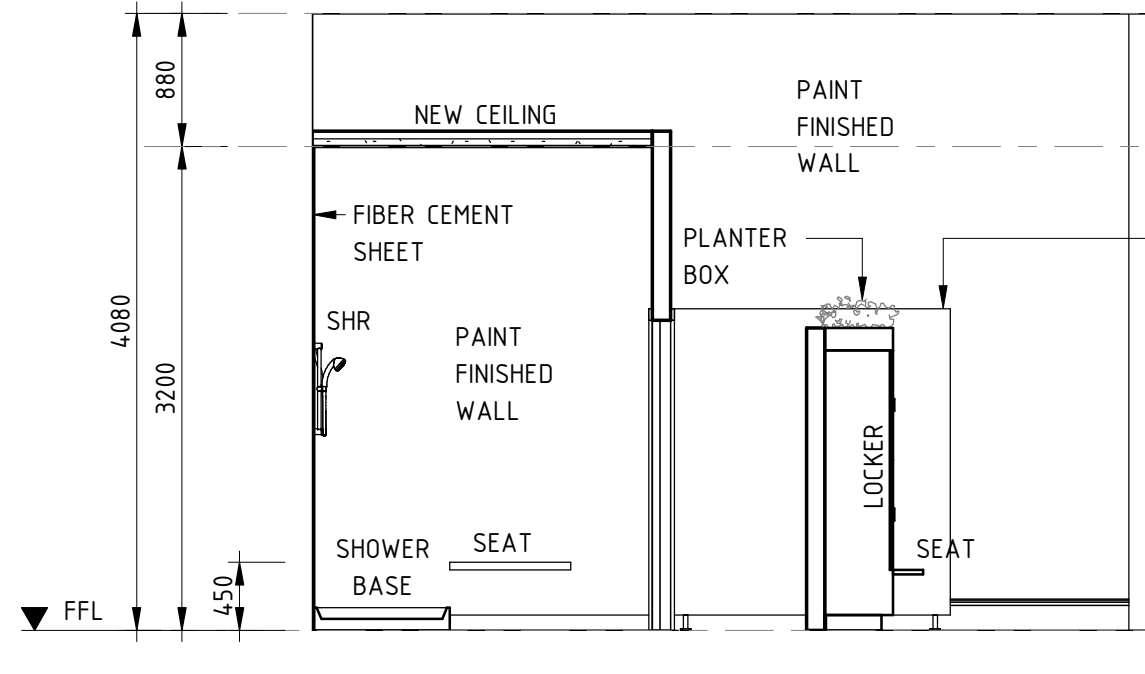 880
NEW CEILING
PAINT
FINISHED
WALL
FIBER CEMENT
SHEET
PLANTER
BOX
4080
3200
SHR
PAINT
FINISHED
WALL
LOCKER
SHOWER
BASE
SEAT
SEAT
450
FFL